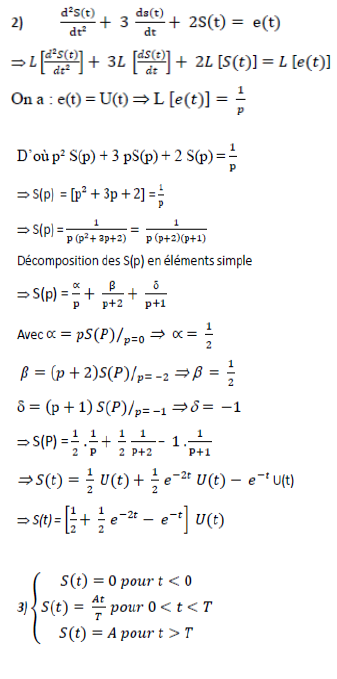 2) d²S(t)/dt² + 3 ds(t)/dt + 2S(t) = e(t)
⇒ L[d²S(t)/dt²] + 3L [dS(t)/dt] + 2L [S(t)] = L [e(t)]
On a : e(t) = U(t) ⇒ L [e(t)] = 1/p
D'où p² S(p) + 3 pS(p) + 2 S(p) = 1/p
⇒ S(p) = [p² + 3p + 2] = 1/p
⇒ S(p) = 1/(p (p²+ 3p+2)) = 1/(p (p+2)(p+1))
Décomposition des S(p) en éléments simple
⇒ S(p) = ∝/p + β/(p+2) + δ/(p+1)
Avec ∝ = pS(P)/p=0 ⇒ ∝ = 1/2
β = (p + 2)S(P)/p= −2 ⇒ β = 1/2
δ = (p + 1) S(P)/p= −1 ⇒ δ = −1
⇒ S(P) = 1/2 . 1/p + 1/2 1/(p+2) − 1. 1/(p+1)
⇒ S(t) = 1/2 U(t) + 1/2 e⁻²ᵗ U(t) − e⁻ᵗ U(t)
⇒ S(t) = [1/2 + 1/2 e⁻²ᵗ − e⁻ᵗ] U(t)
S(t) = 0 pour t < 0
3) { S(t) = At/T pour 0 < t < T
S(t) = A pour t > T